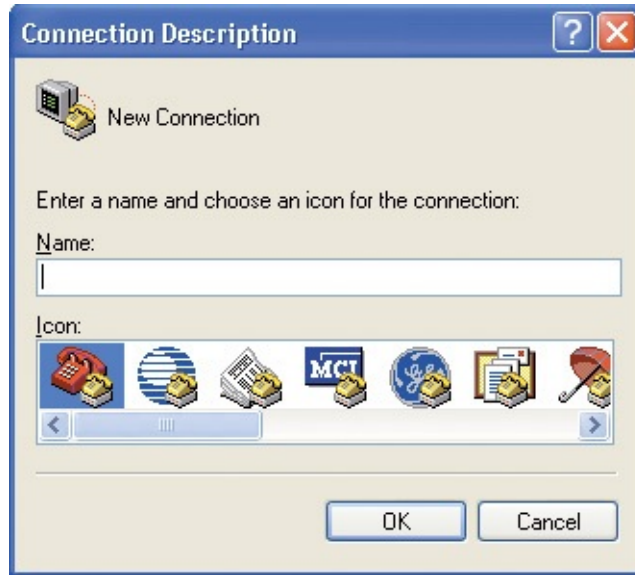 Connection Description
New Connection
Enter a name and choose an icon for the connection:
Name:
Icon:
MCI
OK
Cancel